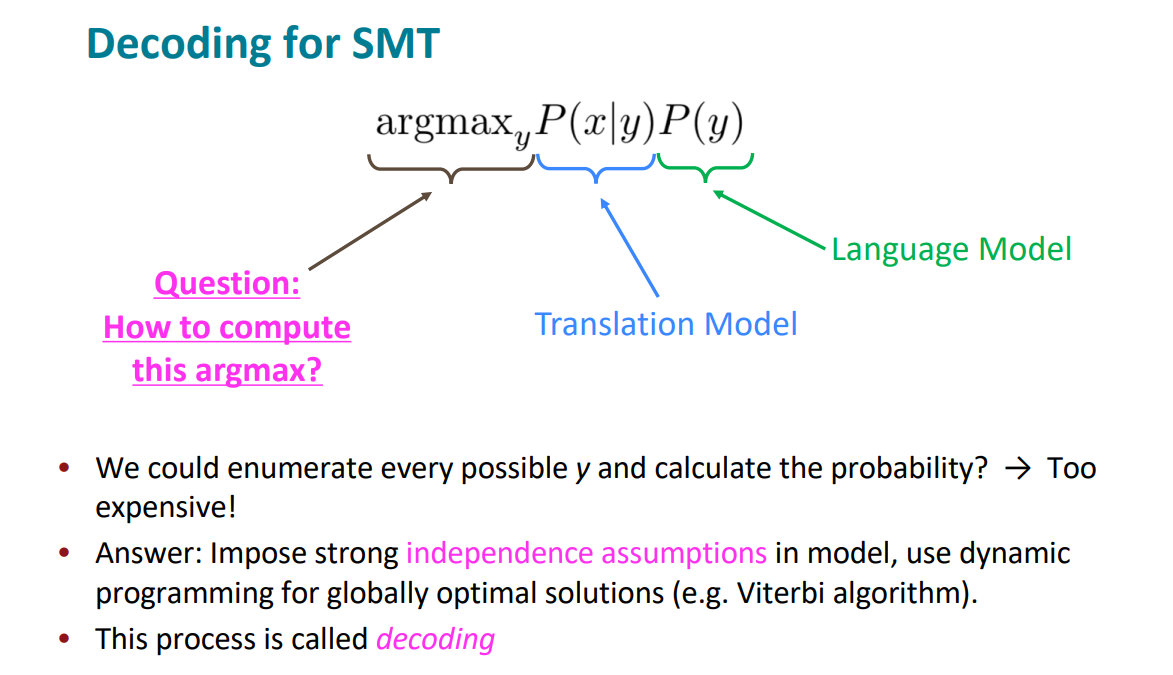 Decoding for SMT
argmax_y P(x|y)P(y)
Language Model
Question:
How to compute
this argmax?
Translation Model
• We could enumerate every possible y and calculate the probability? → Too
expensive!
• Answer: Impose strong independence assumptions in model, use dynamic
programming for globally optimal solutions (e.g. Viterbi algorithm).
• This process is called decoding